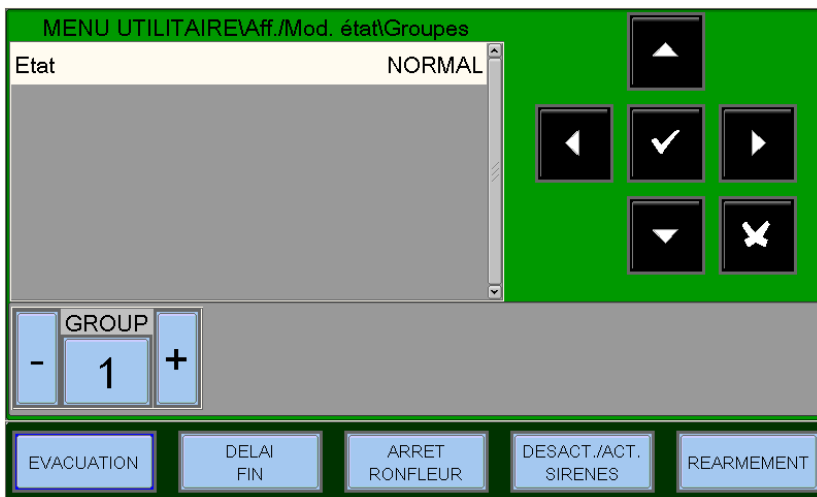 MENU UTILITAIRE\Aff./Mod. état\Groupes
Etat NORMAL
GROUP
- 1 +
EVACUATION
DELAI
FIN
ARRET
RONFLEUR
DESACT./ACT.
SIRENES
REARMEMENT